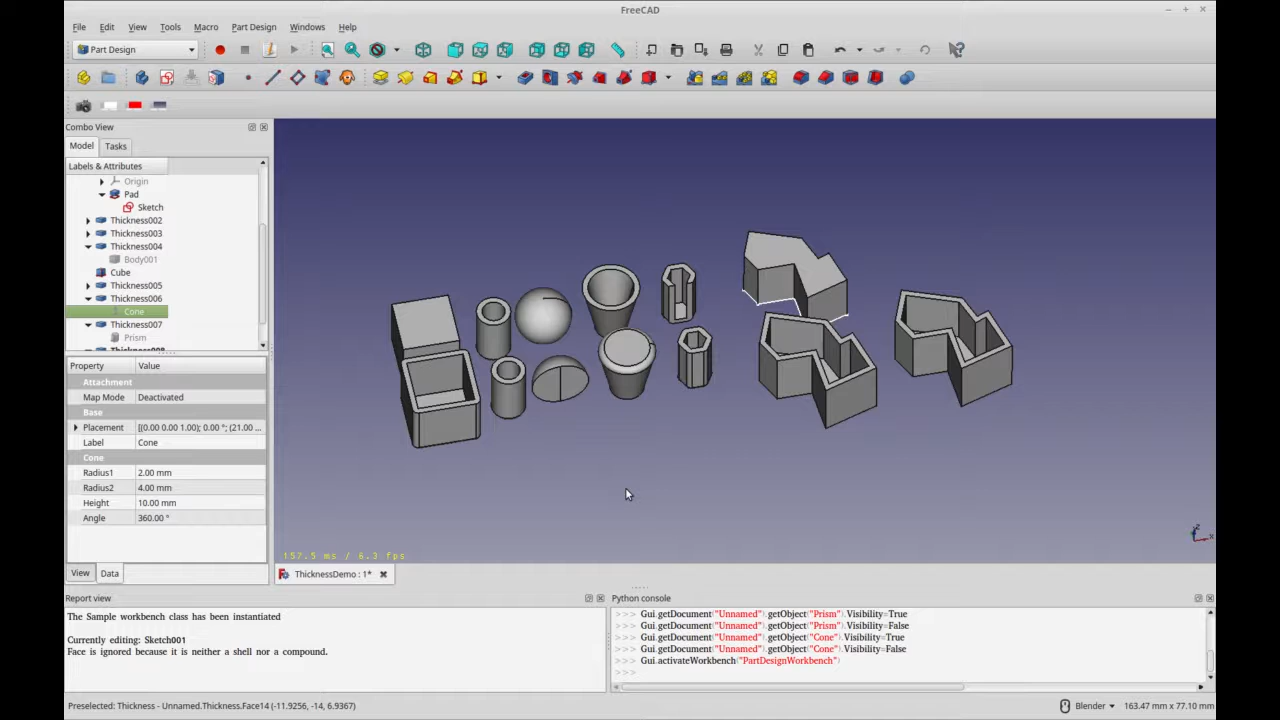 FreeCAD
File Edit View Tools Macro Part Design Windows Help
Part Design
Combo View
Model Tasks
Labels & Attributes
Origin
Pad
Sketch
Thickness002
Thickness003
Thickness004
Body001
Cube
Thickness005
Thickness006
Cone
Thickness007
Prism
Thickness008
Property Value
Attachment
Map Mode Deactivated
Base
Placement [(0.00 0.00 1.00); 0.00 °; (21.00 ...
Label Cone
Cone
Radius1 2.00 mm
Radius2 4.00 mm
Height 10.00 mm
Angle 360.00 °
View Data
157.5 ms / 6.3 fps
ThicknessDemo : 1*
Report view
The Sample workbench class has been instantiated
Currently editing: Sketch001
Face is ignored because it is neither a shell nor a compound.
Python console
>>> Gui.getDocument("Unnamed").getObject("Prism").Visibility=True
>>> Gui.getDocument("Unnamed").getObject("Prism").Visibility=False
>>> Gui.getDocument("Unnamed").getObject("Cone").Visibility=True
>>> Gui.getDocument("Unnamed").getObject("Cone").Visibility=False
>>> Gui.activateWorkbench("PartDesignWorkbench")
>>>
Preselected: Thickness - Unnamed.Thickness.Face14 (-11.9256, -14, 6.9367)
Blender
163.47 mm x 77.10 mm